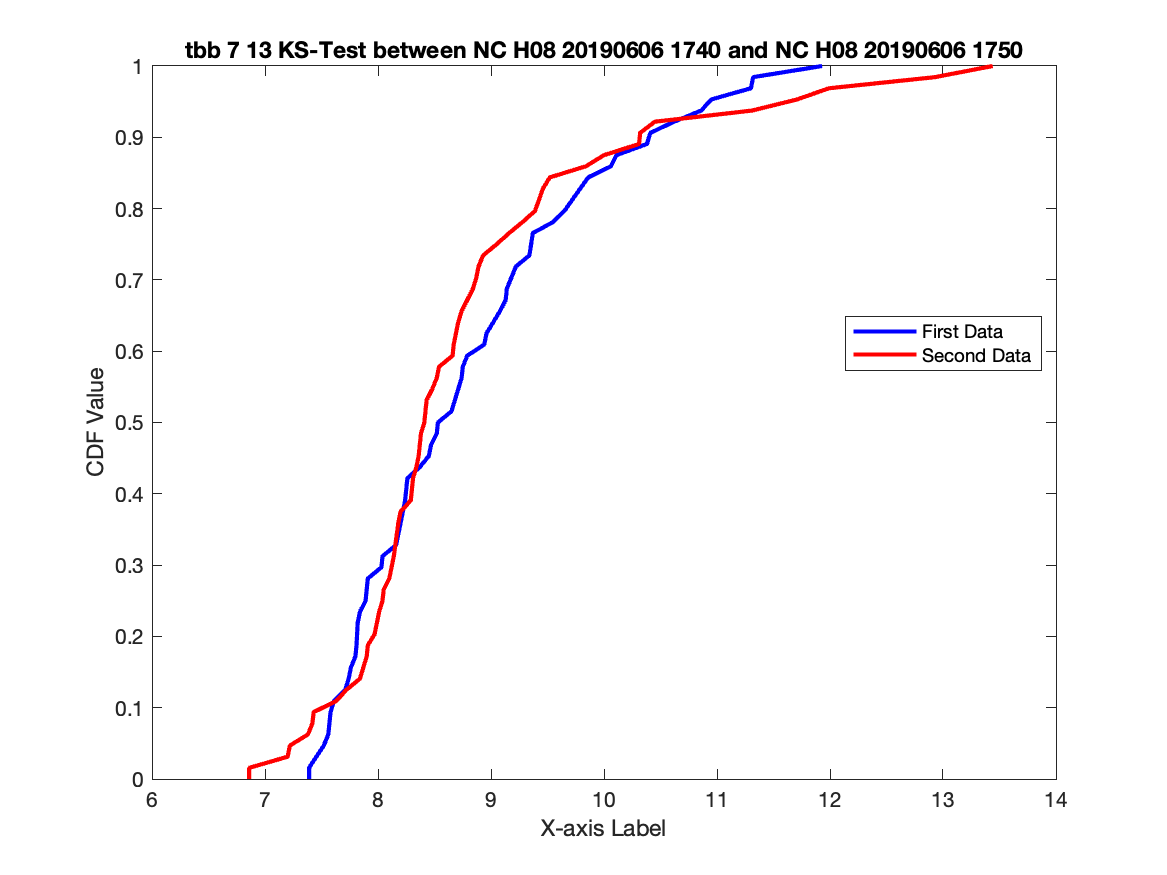 tbb 7 13 KS-Test between NC H08 20190606 1740 and NC H08 20190606 1750
1
0.9
0.8
0.7
0.6
0.5
0.4
0.3
0.2
0.1
0
CDF Value
First Data
Second Data
6 7 8 9 10 11 12 13 14
X-axis Label